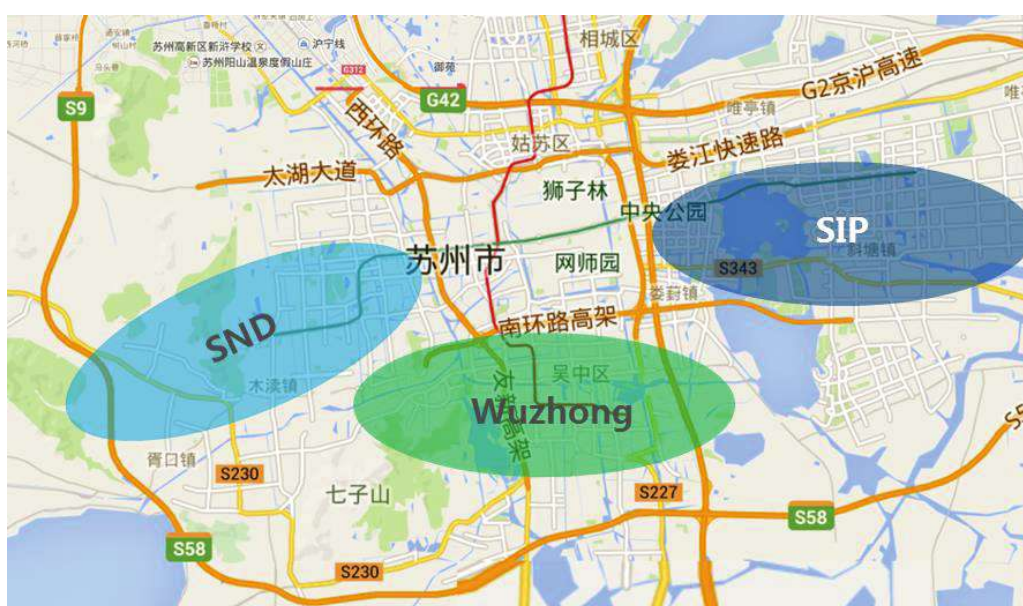 相城区
苏州高新区新浒学校
沪宁线
御苑
苏州阳山温泉度假山庄
G312
马头叠
S9
G42
G2京沪高速
唯亭镇
西环路
姑苏区
娄江快速路
太湖大道
狮子林
中央公园
SIP
苏州市
网师园
斜塘镇
S343
娄葑镇
SND
南环路高架
吴中区
木渎镇
Wuzhong
友新高架
胥口镇
S230
七子山
S227
S58
S58
S230